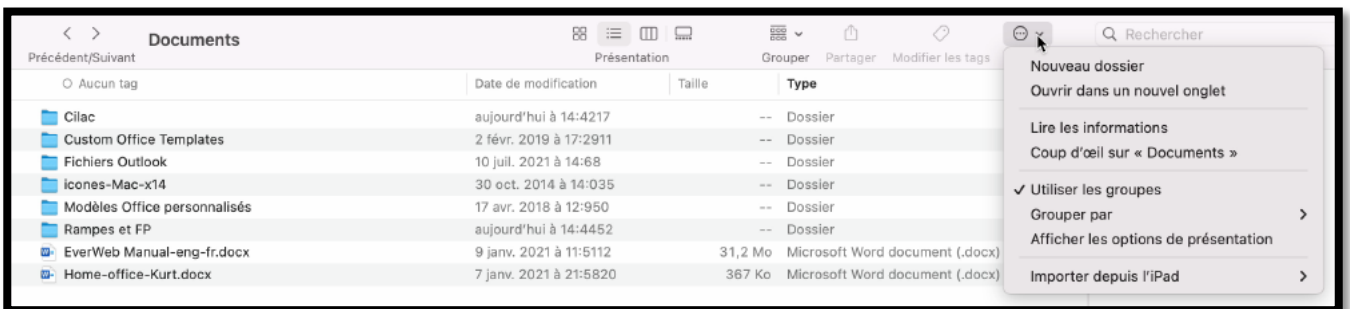 Documents
Rechercher
Précédent/Suivant Présentation Grouper Partager Modifier les tags
Aucun tag Date de modification Taille Type
Cilac aujourd'hui à 14:4217 -- Dossier
Custom Office Templates 2 févr. 2019 à 17:2911 -- Dossier
Fichiers Outlook 10 juil. 2021 à 14:68 -- Dossier
icones-Mac-x14 30 oct. 2014 à 14:035 -- Dossier
Modèles Office personnalisés 17 avr. 2018 à 12:950 -- Dossier
Rampes et FP aujourd'hui à 14:4452 -- Dossier
EverWeb Manual-eng-fr.docx 9 janv. 2021 à 11:5112 31,2 Mo Microsoft Word document (.docx)
Home-office-Kurt.docx 7 janv. 2021 à 21:5820 367 Ko Microsoft Word document (.docx)
Nouveau dossier
Ouvrir dans un nouvel onglet
Lire les informations
Coup d'œil sur « Documents »
✓ Utiliser les groupes
Grouper par
Afficher les options de présentation
Importer depuis l'iPad